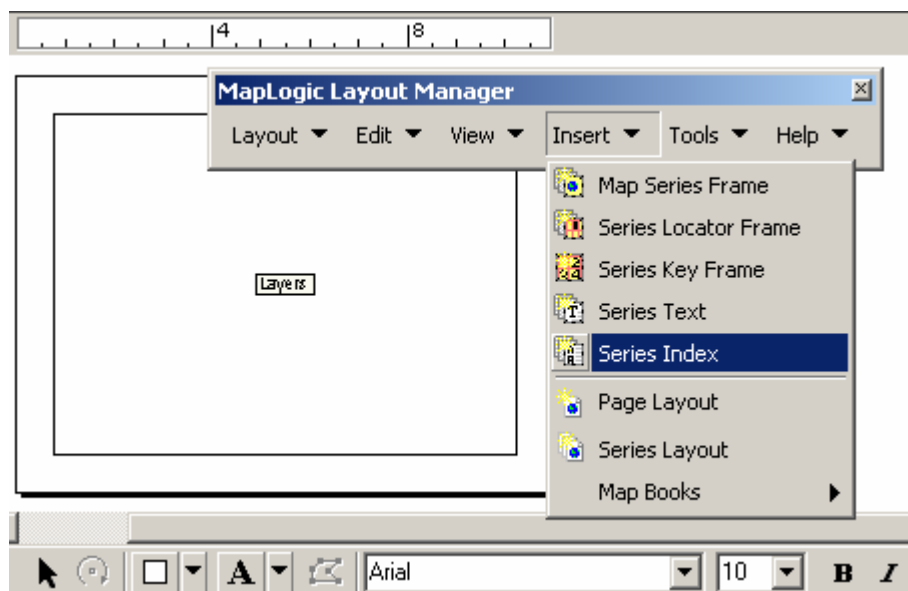 4 8
MapLogic Layout Manager
Layout Edit View Insert Tools Help
Map Series Frame
Series Locator Frame
Series Key Frame
Layers
Series Text
Series Index
Page Layout
Series Layout
Map Books
A Arial 10 B I